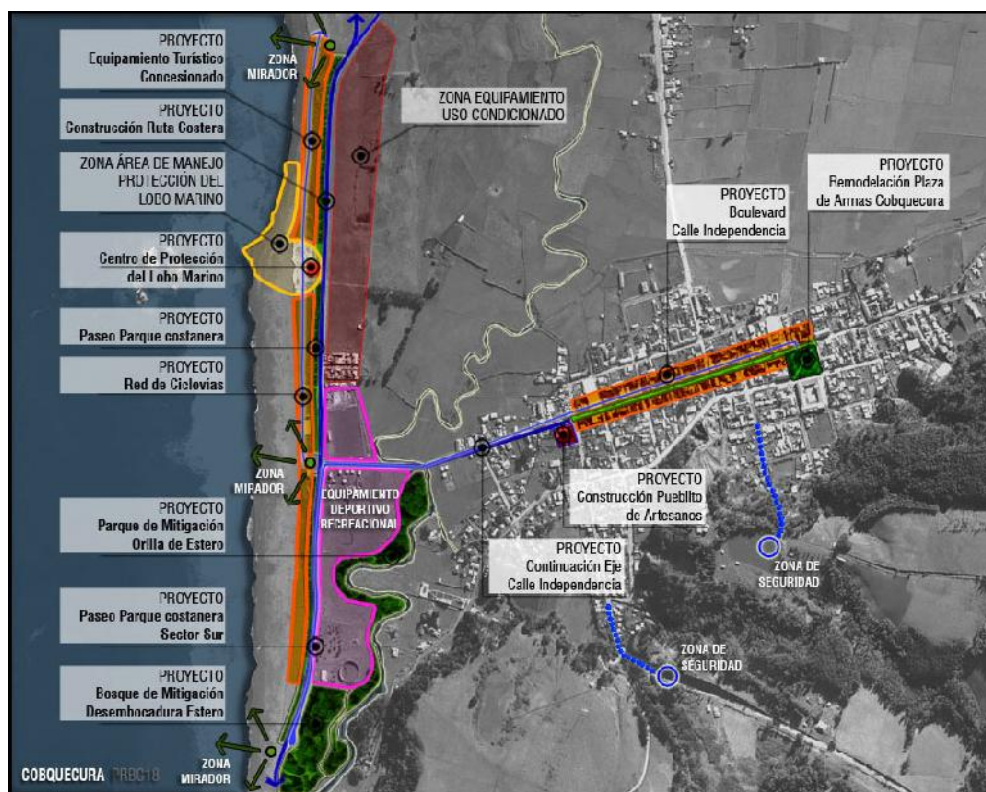 PROYECTO
Equipamiento Turístico
Concesionado
PROYECTO
Construcción Ruta Costera
ZONA ÁREA DE MANEJO
PROTECCIÓN DEL
LOBO MARINO
PROYECTO
Centro de Protección
del Lobo Marino
PROYECTO
Paseo Parque costanera
PROYECTO
Red de Ciclovias
PROYECTO
Parque de Mitigación
Orilla de Estero
PROYECTO
Paseo Parque costanera
Sector Sur
PROYECTO
Bosque de Mitigación
Desembocadura Estero
COBQUECURA PRBC18
ZONA
MIRADOR
ZONA
MIRADOR
ZONA
MIRADOR
ZONA EQUIPAMIENTO
USO CONDICIONADO
EQUIPAMIENTO
DEPORTIVO
RECREACIONAL
PROYECTO
Boulevard
Calle Independencia
PROYECTO
Remodelación Plaza
de Armas Cobquecura
PROYECTO
Construcción Pueblito
de Artesanos
PROYECTO
Continuación Eje
Calle Independencia
ZONA DE
SEGURIDAD
ZONA DE
SEGURIDAD